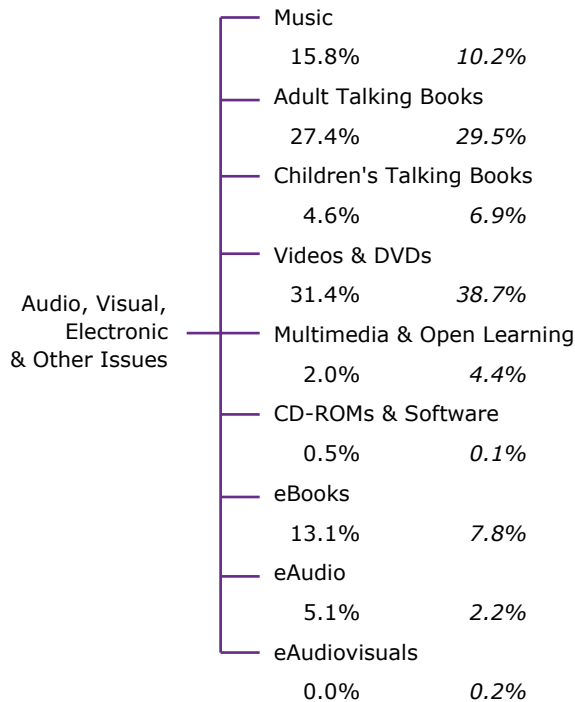 Music
15.8% 10.2%
Adult Talking Books
27.4% 29.5%
Children's Talking Books
4.6% 6.9%
Videos & DVDs
31.4% 38.7%
Audio, Visual,
Electronic
& Other Issues
Multimedia & Open Learning
2.0% 4.4%
CD-ROMs & Software
0.5% 0.1%
eBooks
13.1% 7.8%
eAudio
5.1% 2.2%
eAudiovisuals
0.0% 0.2%